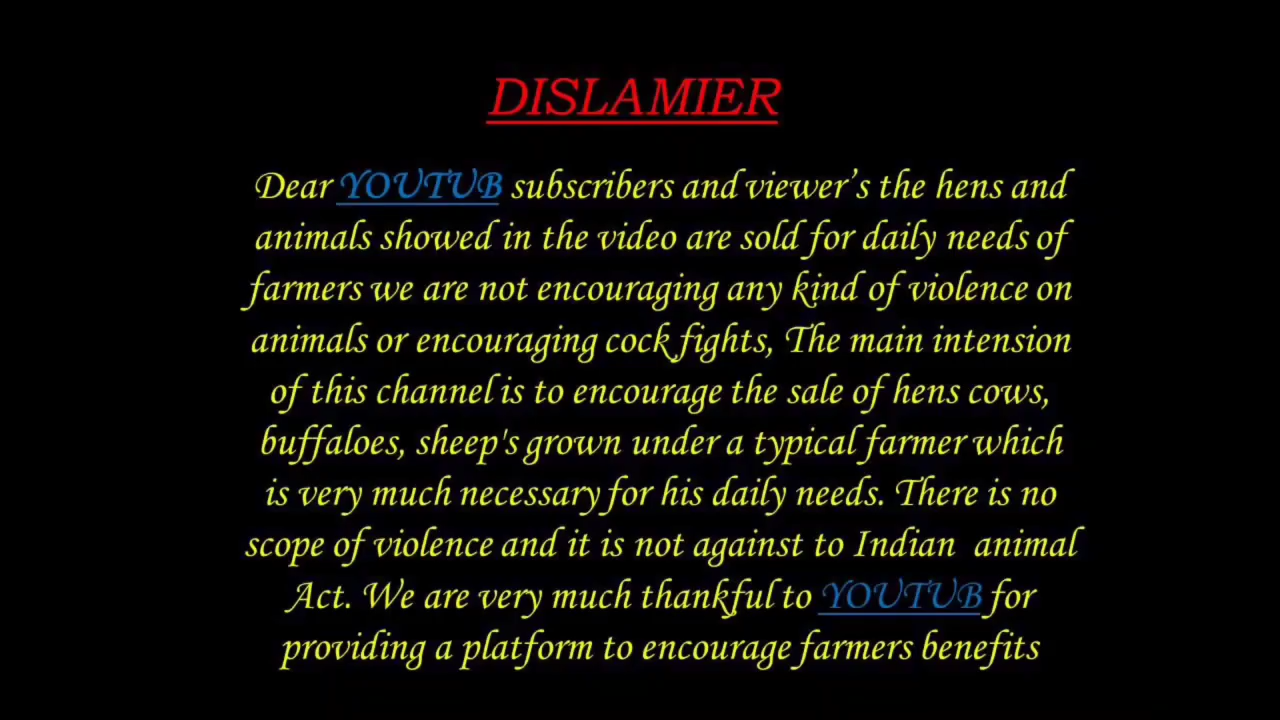 DISLAMIER
Dear YOUTUB subscribers and viewer’s the hens and
animals showed in the video are sold for daily needs of
farmers we are not encouraging any kind of violence on
animals or encouraging cock fights, The main intension
of this channel is to encourage the sale of hens cows,
buffaloes, sheep's grown under a typical farmer which
is very much necessary for his daily needs. There is no
scope of violence and it is not against to Indian  animal
Act. We are very much thankful to YOUTUB for
providing a platform to encourage farmers benefits